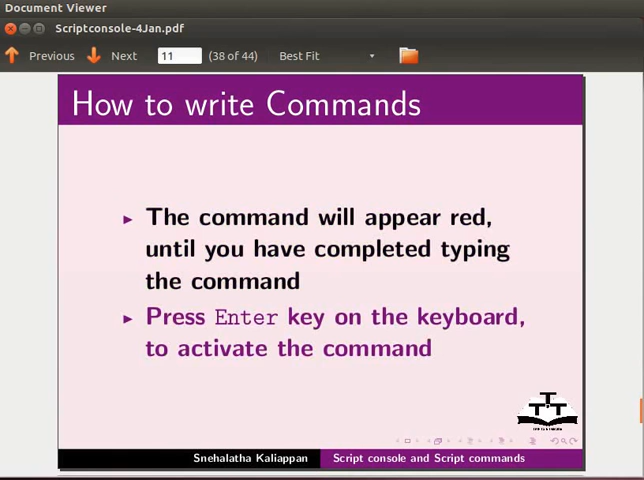 Document Viewer
Scriptconsole-4Jan.pdf
Previous Next 11 (38 of 44) Best Fit
How to write Commands
The command will appear red,
until you have completed typing
the command
Press Enter key on the keyboard,
to activate the command
Snehalatha Kaliappan Script console and Script commands